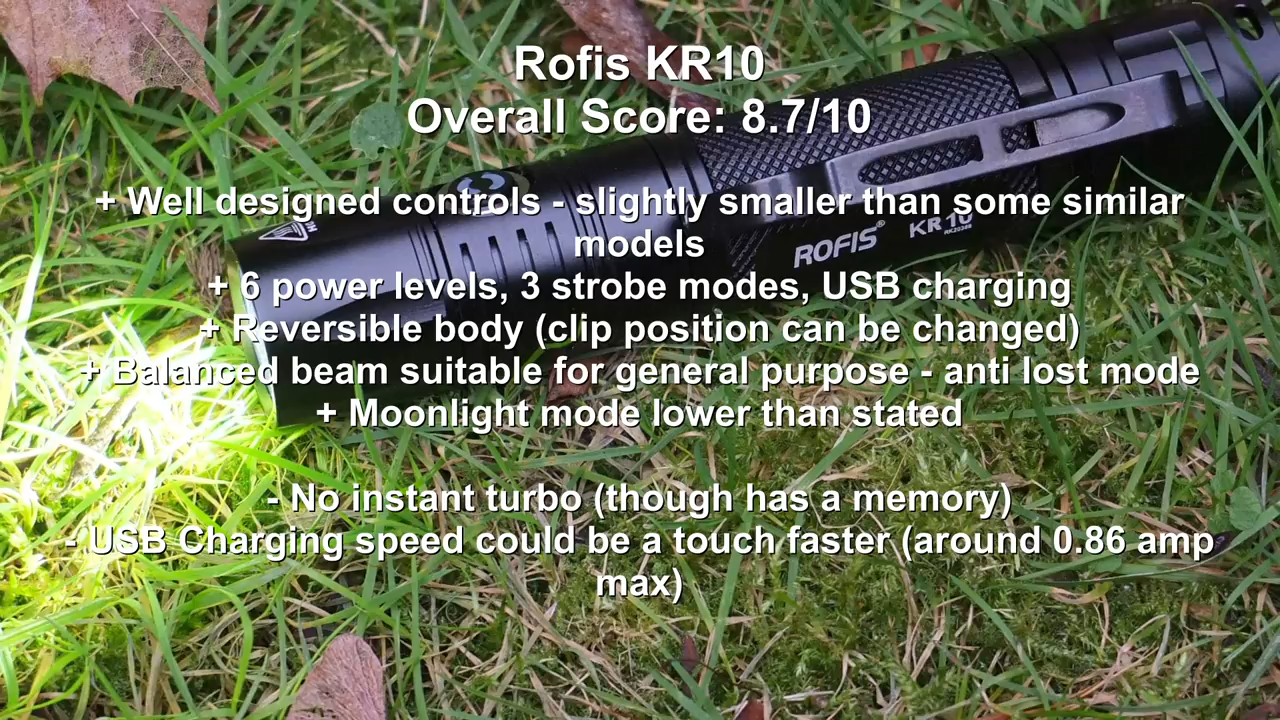 Rofis KR10
Overall Score: 8.7/10
+ Well designed controls - slightly smaller than some similar
models
+ 6 power levels, 3 strobe modes, USB charging
+ Reversible body (clip position can be changed)
+ Balanced beam suitable for general purpose - anti lost mode
+ Moonlight mode lower than stated
- No instant turbo (though has a memory)
- USB Charging speed could be a touch faster (around 0.86 amp
max)
ROFIS® KR10